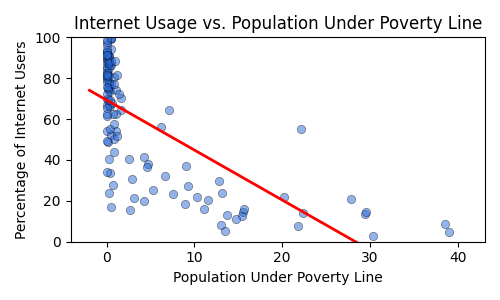 Internet Usage vs. Population Under Poverty Line
Percentage of Internet Users
100
80
60
40
20
0
0 10 20 30 40
Population Under Poverty Line